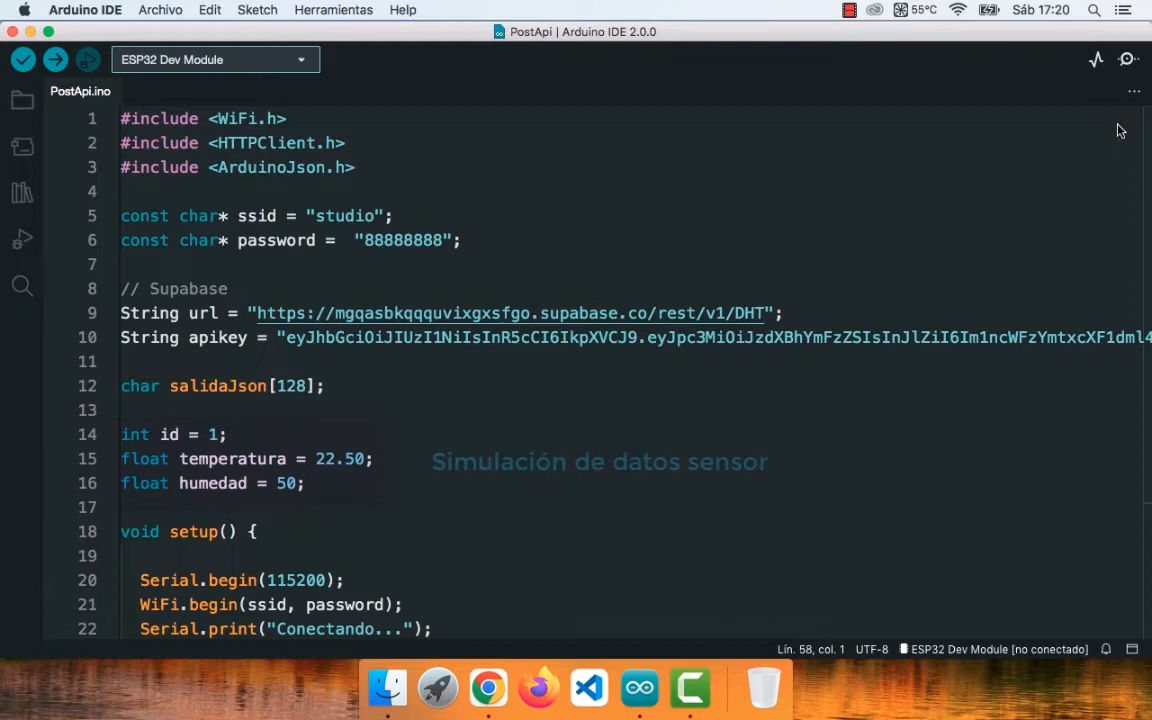 Arduino IDE Archivo Edit Sketch Herramientas Help 55°C Sáb 17:20
PostApi | Arduino IDE 2.0.0
ESP32 Dev Module
PostApi.ino
1 #include <WiFi.h>
2 #include <HTTPClient.h>
3 #include <ArduinoJson.h>
4
5 const char* ssid = "studio";
6 const char* password =  "88888888";
7
8 // Supabase
9 String url = "https://mgqasbkqqquvixgxsfgo.supabase.co/rest/v1/DHT";
10 String apikey = "eyJhbGciOiJIUzI1NiIsInR5cCI6IkpXVCJ9.eyJpc3MiOiJzdXBhYmFzZSIsInJlZiI6Im1ncWFzYmtxcXF1dml4
11
12 char salidaJson[128];
13
14 int id = 1;
15 float temperatura = 22.50;
Simulación de datos sensor
16 float humedad = 50;
17
18 void setup() {
19
20 Serial.begin(115200);
21 WiFi.begin(ssid, password);
22 Serial.print("Conectando...");
Lín. 58, col. 1 UTF-8 ESP32 Dev Module [no conectado]